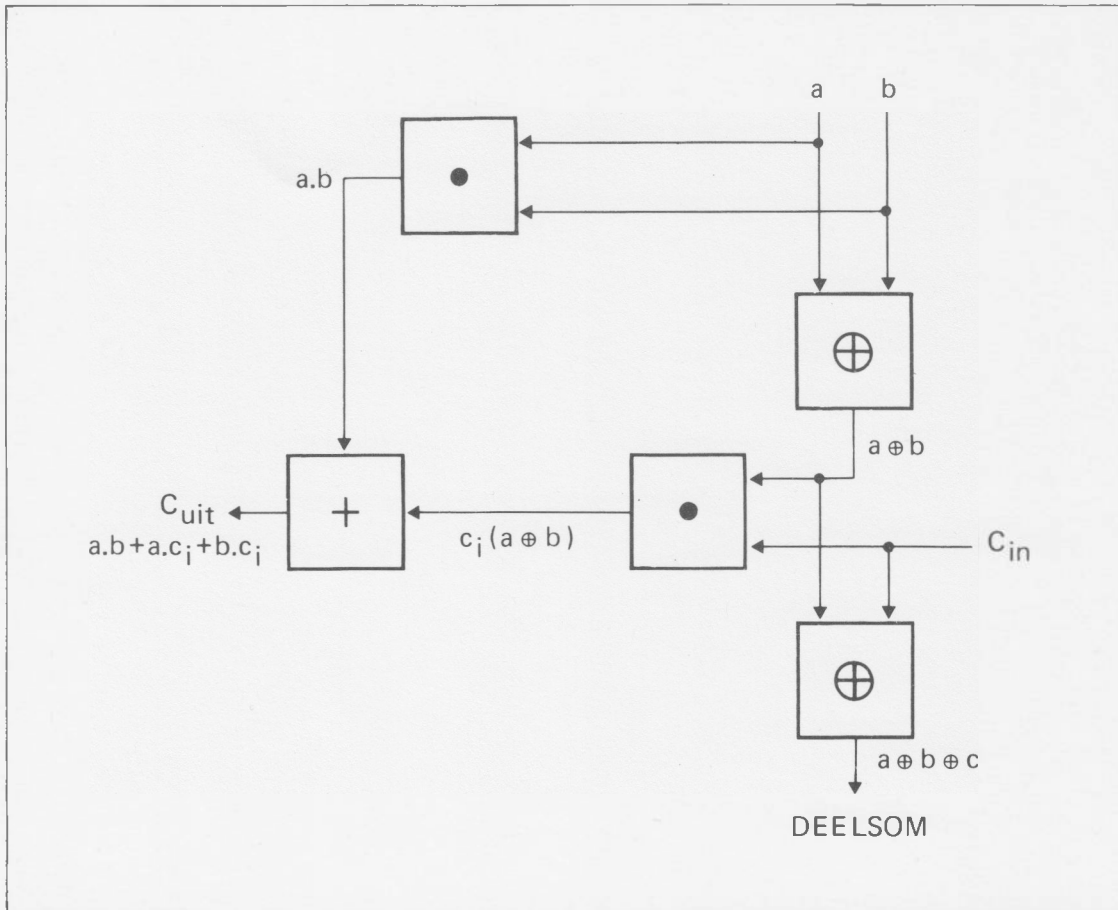 a b
a.b
a ⊕ b
C_uit
a.b + a.c_i + b.c_i
+
c_i (a ⊕ b)
C_in
a ⊕ b ⊕ c
DEELSOM